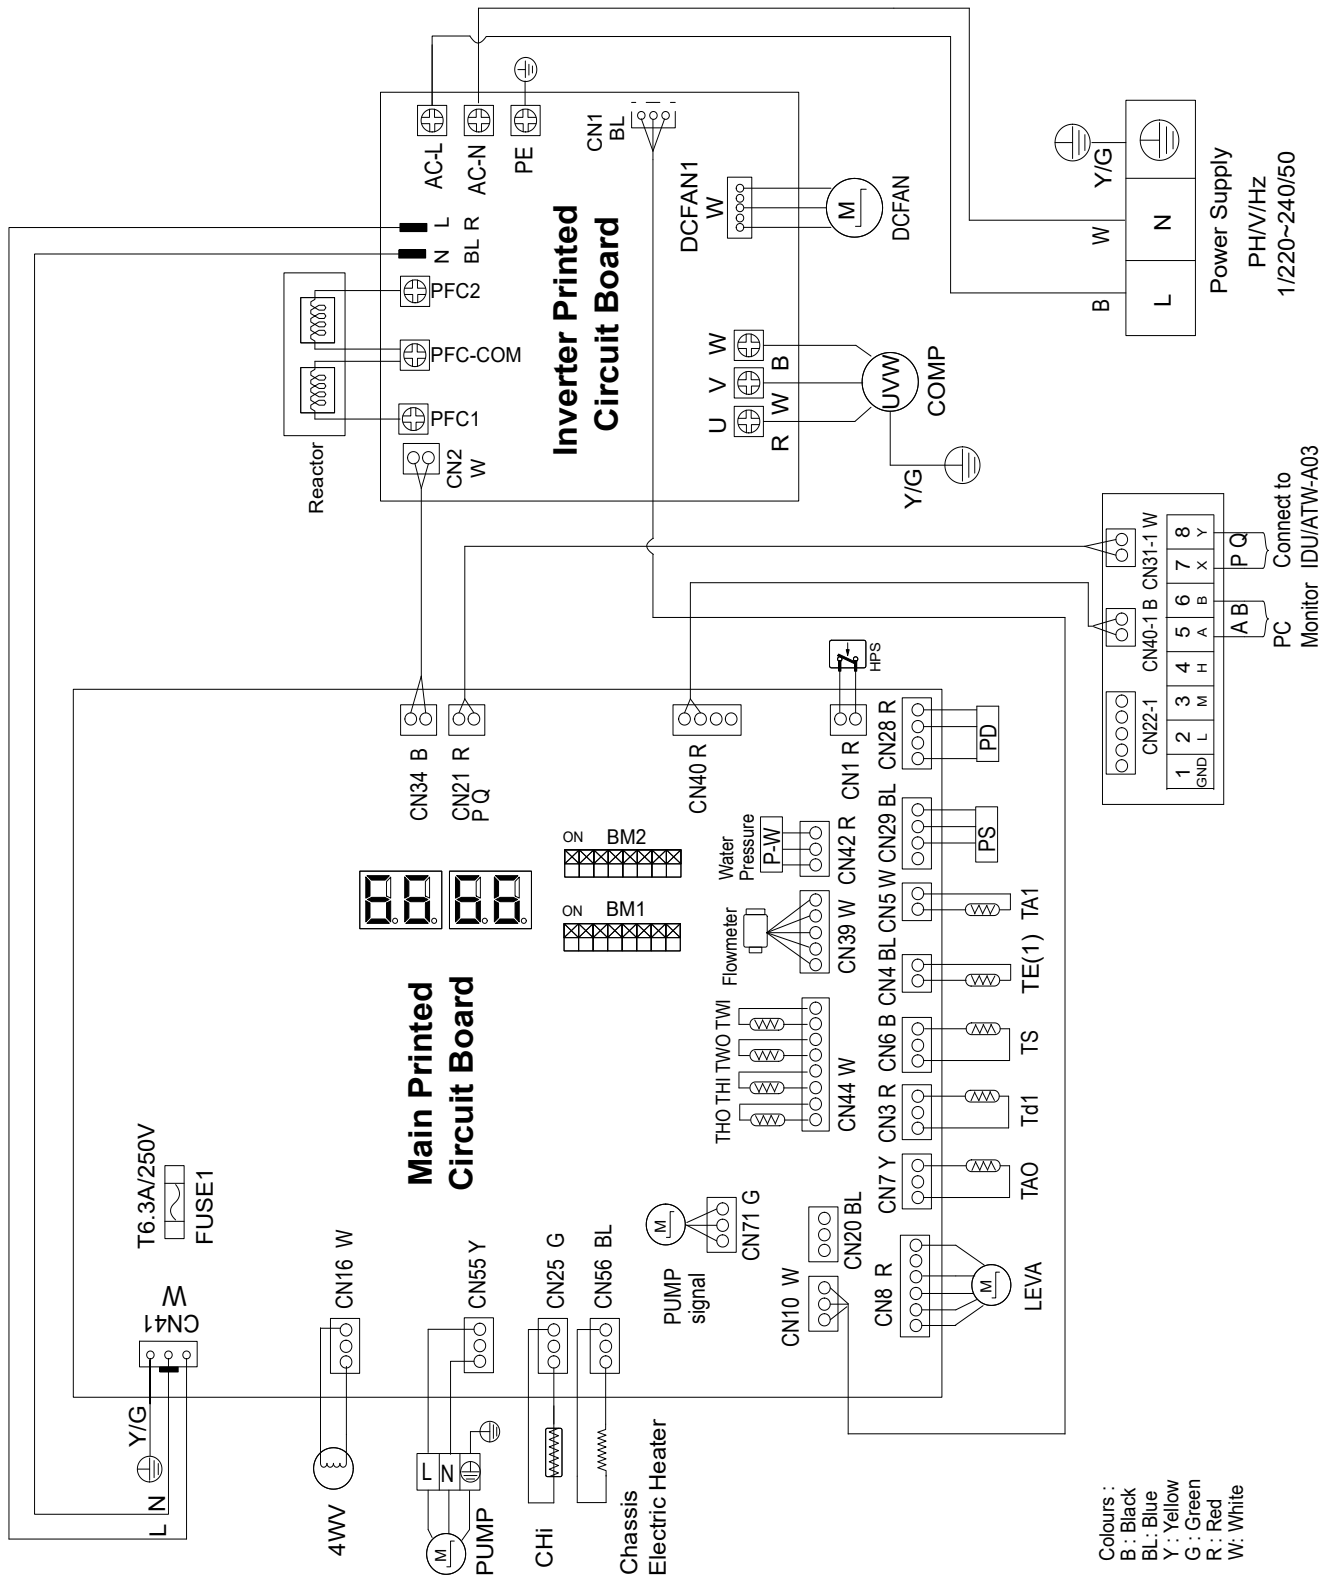 AC-L
AC-N
PE
CN1
BL
L
R
N
BL
PFC2
PFC-COM
PFC1
CN2
W
Reactor
Inverter Printed
Circuit Board
DCFAN1
W
M
DCFAN
U
V
W
R
W
B
UVW
COMP
Y/G
Y/G
W
B
N
L
Power Supply
PH/V/Hz
1/220~240/50
CN34 B
CN21 R
P Q
CN40 R
HPS
CN1 R
CN28 R
PD
CN29 BL
PS
CN5 W
TA1
CN4 BL
TE(1)
CN6 B
TS
CN3 R
Td1
CN7 Y
TAO
CN8 R
M
LEVA
ON
BM2
ON
BM1
Water
Pressure
P-W
CN42 R
Flowmeter
CN39 W
THO THI TWO TWI
CN44 W
Main Printed
Circuit Board
M
CN71 G
PUMP
signal
CN20 BL
CN10 W
T6.3A/250V
FUSE1
W
CN41
Y/G
L N
CN16 W
4WV
CN55 Y
L N
M
PUMP
CN25 G
CHi
CN56 BL
Chassis
Electric Heater
CN22-1
CN40-1 B
CN31-1 W
1 2 3 4 5 6 7 8
GND L M H A B X Y
A B
P Q
PC
Monitor
Connect to
IDU/ATW-A03
Colours :
B : Black
BL: Blue
Y : Yellow
G : Green
R : Red
W: White